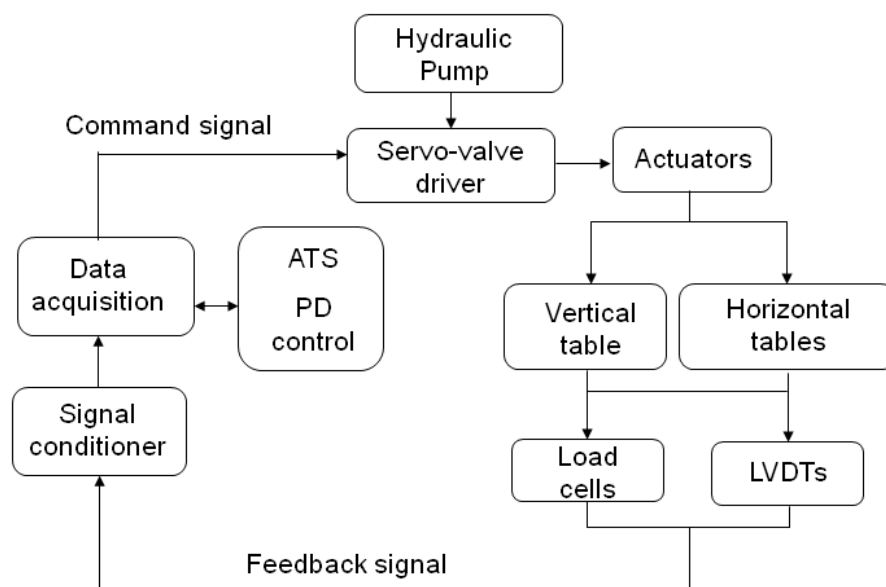 Hydraulic
Pump
Command signal
Servo-valve
driver
Actuators
Data
acquisition
ATS
PD
control
Vertical
table
Horizontal
tables
Signal
conditioner
Load
cells
LVDTs
Feedback signal